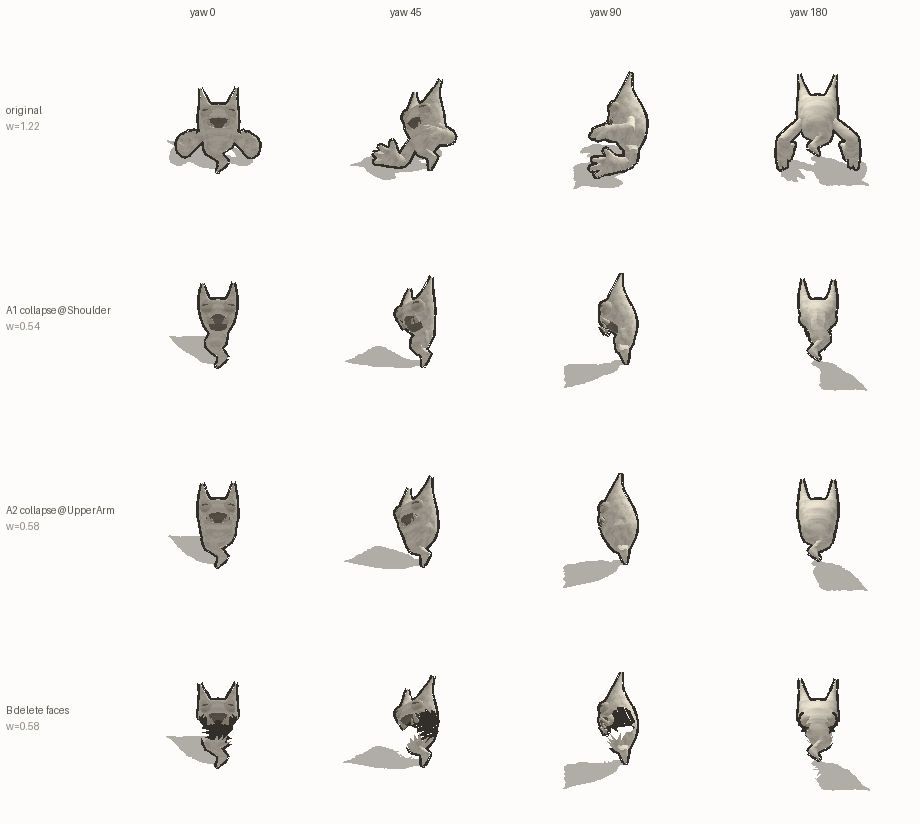 yaw 0
yaw 45
yaw 90
yaw 180
original
w=1.22
A1 collapse@Shoulder
w=0.54
A2 collapse@UpperArm
w=0.58
B delete faces
w=0.58